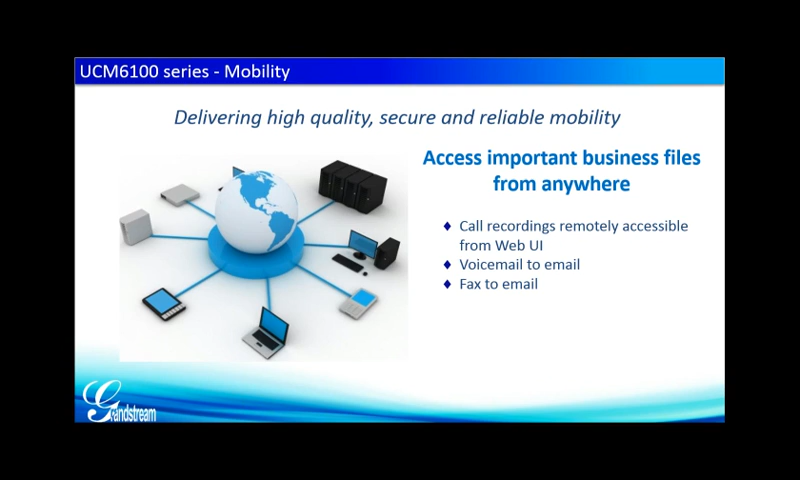 UCM6100 series - Mobility
Delivering high quality, secure and reliable mobility
Access important business files
from anywhere
♦ Call recordings remotely accessible
from Web UI
♦ Voicemail to email
♦ Fax to email
Grandstream